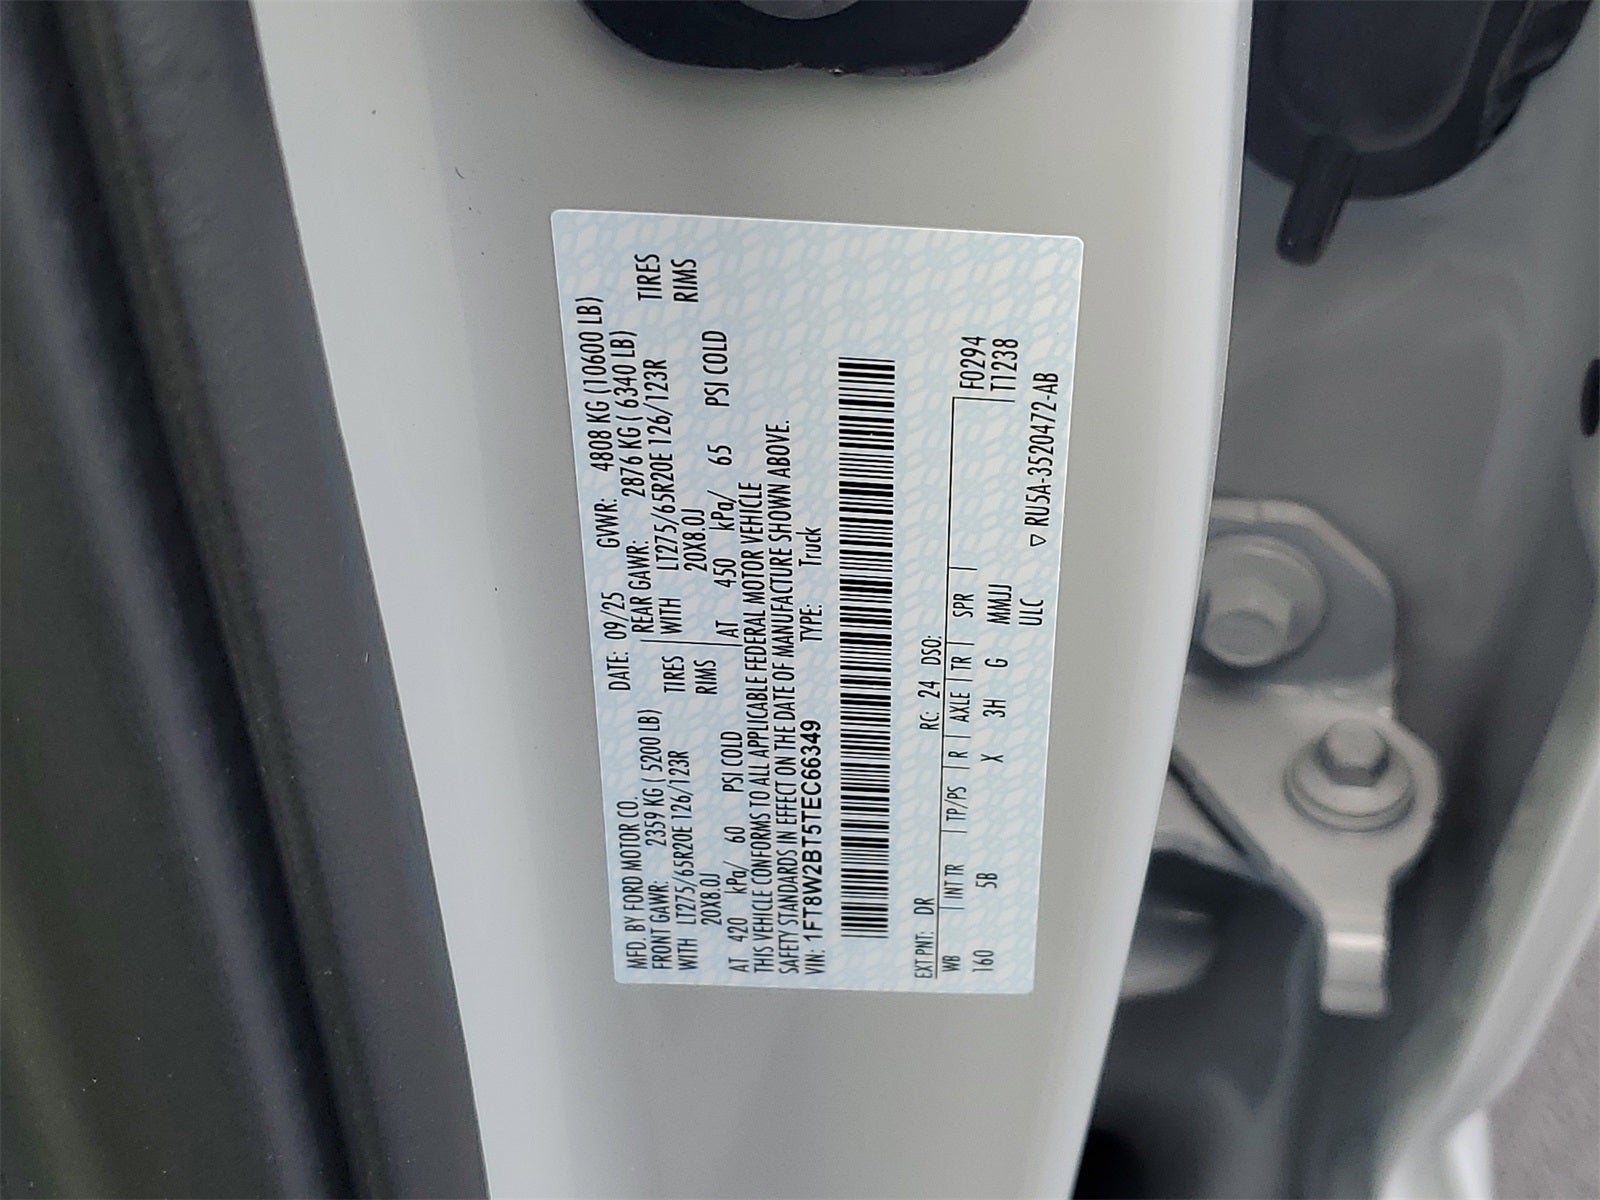 MFD. BY FORD MOTOR CO. DATE: 09/25 GWVR: 4808 KG (10600 LB)
FRONT GAWR: 2359 KG ( 5200 LB) REAR GAWR: 2876 KG ( 6340 LB)
WITH LT275/65R20E 126/123R TIRES WITH LT275/65R20E 126/123R TIRES
20X8.0J RIMS 20X8.0J RIMS
AT 420 kPa/ 60 PSI COLD AT 450 kPa/ 65 PSI COLD
THIS VEHICLE CONFORMS TO ALL APPLICABLE FEDERAL MOTOR VEHICLE
SAFETY STANDARDS IN EFFECT ON THE DATE OF MANUFACTURE SHOWN ABOVE.
VIN: 1FT8W2BT5TEC66349 TYPE: Truck
EXT PNT: DR RC: 24 DSO:
WB INT TR TP/PS R AXLE TR SPR F0294
160 5B X 3H G MMJJ T1238
ULC ▽ RU5A-3520472-AB